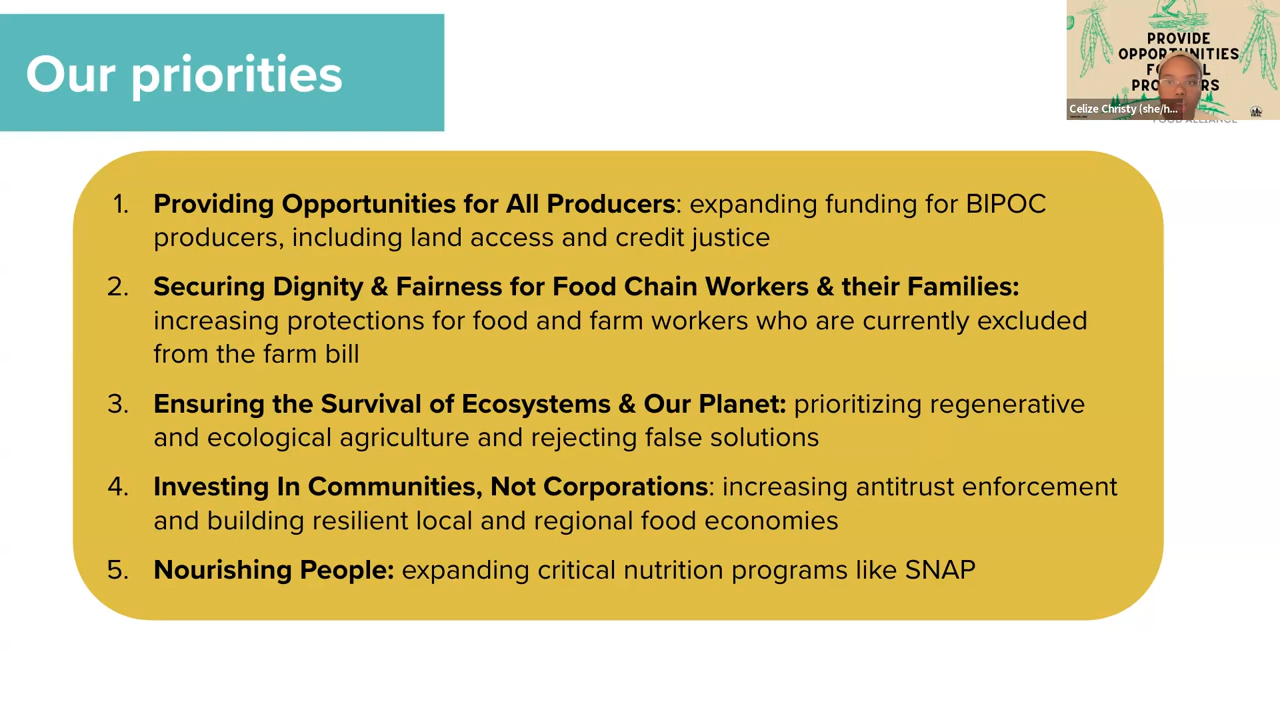 Our priorities
PROVIDE
OPPORTUNITIES
Celize Christy (she/h...
FOOD ALLIANCE
1. Providing Opportunities for All Producers: expanding funding for BIPOC
producers, including land access and credit justice
2. Securing Dignity & Fairness for Food Chain Workers & their Families:
increasing protections for food and farm workers who are currently excluded
from the farm bill
3. Ensuring the Survival of Ecosystems & Our Planet: prioritizing regenerative
and ecological agriculture and rejecting false solutions
4. Investing In Communities, Not Corporations: increasing antitrust enforcement
and building resilient local and regional food economies
5. Nourishing People: expanding critical nutrition programs like SNAP